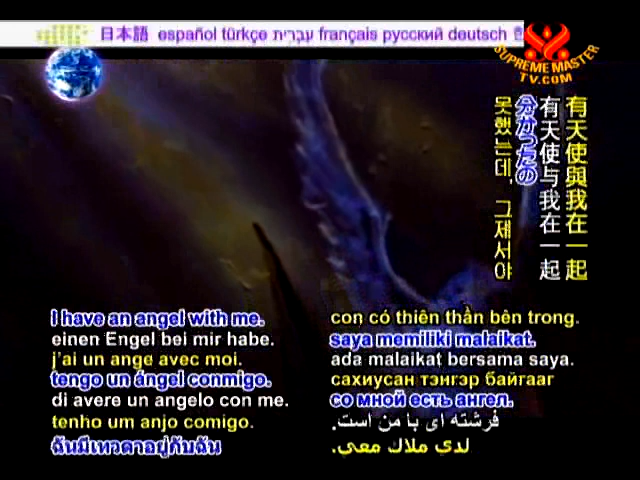 日本語 español türkçe עברית français русский deutsch
SUPREME MASTER
TV.COM
有天使與我在一起
有天使与我在一起
分かったの
못했는데, 그제서야
I have an angel with me.
einen Engel bei mir habe.
j'ai un ange avec moi.
tengo un ángel conmigo.
di avere un angelo con me.
tenho um anjo comigo.
ฉันมีเทวดาอยู่กับฉัน
con có thiên thần bên trong.
saya memiliki malaikat.
ada malaikat bersama saya.
сахиусан тэнгэр байгааг
со мной есть ангел.
فرشته ای با من است.
لدي ملاك معي.